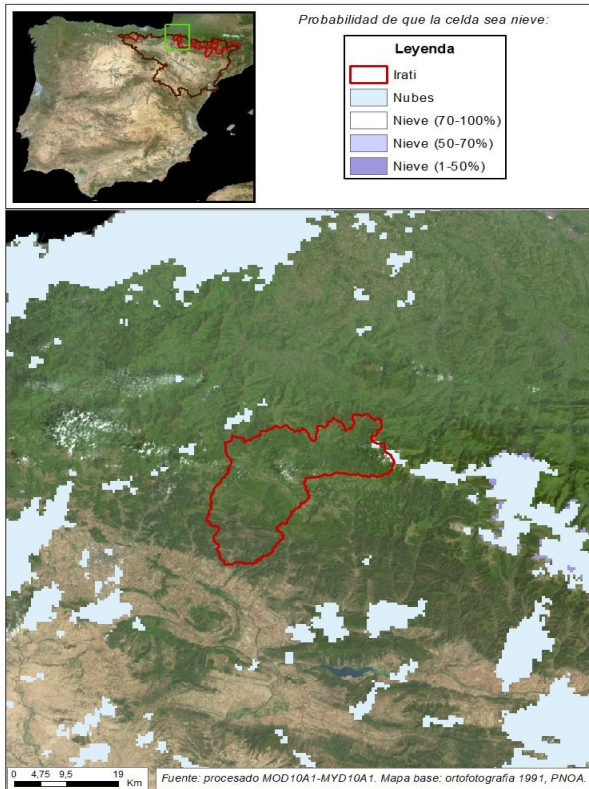 Probabilidad de que la celda sea nieve:
Leyenda
Irati
Nubes
Nieve (70-100%)
Nieve (50-70%)
Nieve (1-50%)
0 4,75 9,5 19
Km
Fuente: procesado MOD10A1-MYD10A1. Mapa base: ortofotografia 1991, PNOA.